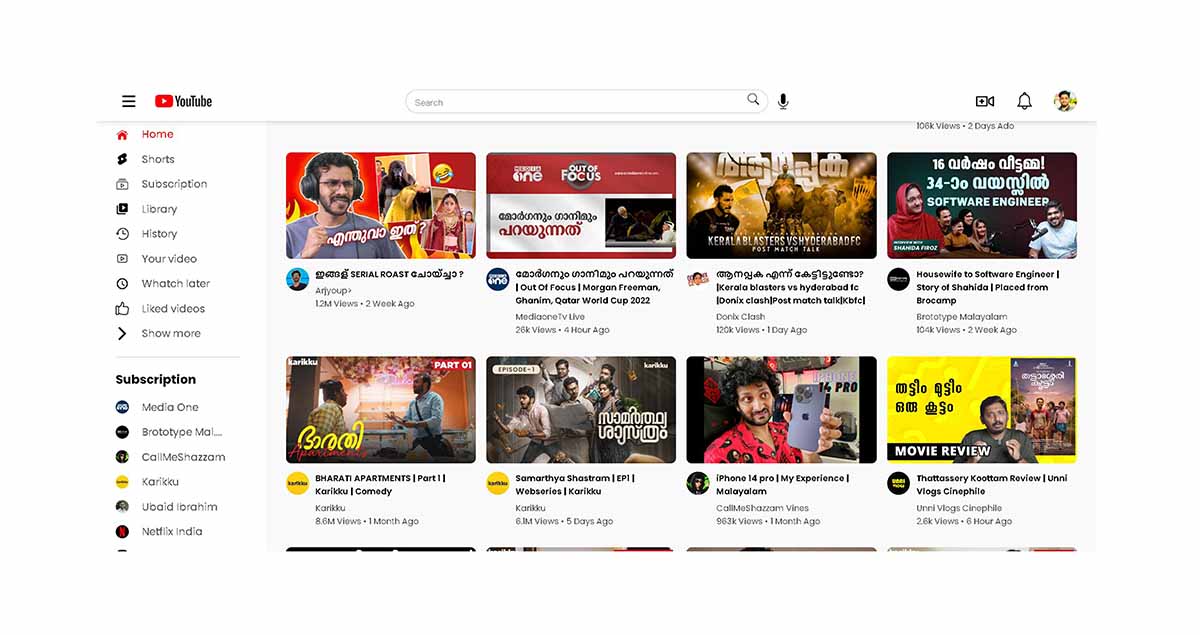 YouTube
Search
106k Views • 2 Days Ado
Home
Shorts
Subscription
Library
History
Your video
Whatch later
Liked videos
Show more
Subscription
Media One
Brototype Mal....
CallMeShazzam
Karikku
Ubaid Ibrahim
Netflix India
എന്തുവാ ഇത്?
ഇങ്ങള് SERIAL ROAST ചോയ്ച്ചാ ?
Arjyoup>
1.2M Views • 2 Week Ago
one
OUT OF
FOCUS
മോർഗനും ഗാനിമും
പറയുന്നത്
മോർഗനും ഗാനിമും പറയുന്നത്
| Out Of Focus | Morgan Freeman,
Ghanim, Qatar World Cup 2022
MediaoneTv Live
26k Views • 4 Hour Ago
KERALA BLASTERS VS HYDERABAD FC
POST MATCH TALK
ആനപ്പക എന്ന് കേട്ടിട്ടുണ്ടോ?
|Kerala blasters vs hyderabad fc
|Donix clash|Post match talk|Kbfc|
Donix Clash
120k Views • 1 Day Ago
16 വർഷം വീട്ടമ്മ!
34-ാം വയസ്സിൽ
SOFTWARE ENGINEER
INTERVIEW WITH
SHAHIDA FIROZ
Housewife to Software Engineer |
Story of Shahida | Placed from
Brocamp
Brototype Malayalam
104k Views • 2 Week Ago
karikku
PART 01
ഭാരതി
Apartments
karikku
BHARATI APARTMENTS | Part 1 |
Karikku | Comedy
Karikku
8.6M Views • 1 Month Ago
EPISODE-1
karikku
സാമർത്ഥ്യ
ശാസ്ത്രം
karikku
Samarthya Shastram | EP1 |
Webseries | Karikku
Karikku
6.1M Views • 5 Days Ago
IPHONE
14 PRO
iPhone 14 pro | My Experience |
Malayalam
CallMeShazzam Vines
963k Views • 1 Month Ago
തട്ടീം മുട്ടീം
ഒരു കൂട്ടം
തട്ടാശ്ശേരി
കൂട്ടം
MOVIE REVIEW
UNNI
VLOGS
Thattassery Koottam Review | Unni
Vlogs Cinephile
Unni Vlogs Cinephile
2.6k Views • 6 Hour Ago